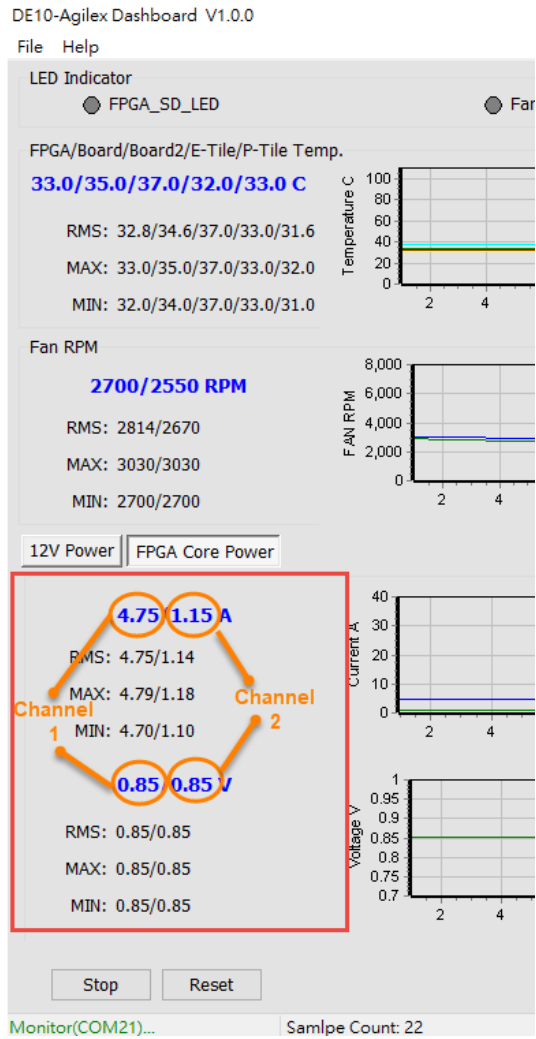 DE10-Agilex Dashboard V1.0.0
File Help
LED Indicator
FPGA_SD_LED Fan
FPGA/Board/Board2/E-Tile/P-Tile Temp.
33.0/35.0/37.0/32.0/33.0 C
RMS: 32.8/34.6/37.0/33.0/31.6
MAX: 33.0/35.0/37.0/33.0/32.0
MIN: 32.0/34.0/37.0/33.0/31.0
Temperature C
100
80
60
40
20
0
2 4
Fan RPM
2700/2550 RPM
RMS: 2814/2670
MAX: 3030/3030
MIN: 2700/2700
FAN RPM
8,000
6,000
4,000
2,000
0
2 4
12V Power FPGA Core Power
4.75/1.15 A
RMS: 4.75/1.14
MAX: 4.79/1.18
MIN: 4.70/1.10
Channel
1
Channel
2
0.85/0.85 V
RMS: 0.85/0.85
MAX: 0.85/0.85
MIN: 0.85/0.85
Current A
40
30
20
10
0
2 4
Voltage V
1
0.95
0.9
0.85
0.8
0.75
0.7
2 4
Stop Reset
Monitor(COM21)... Samlpe Count: 22